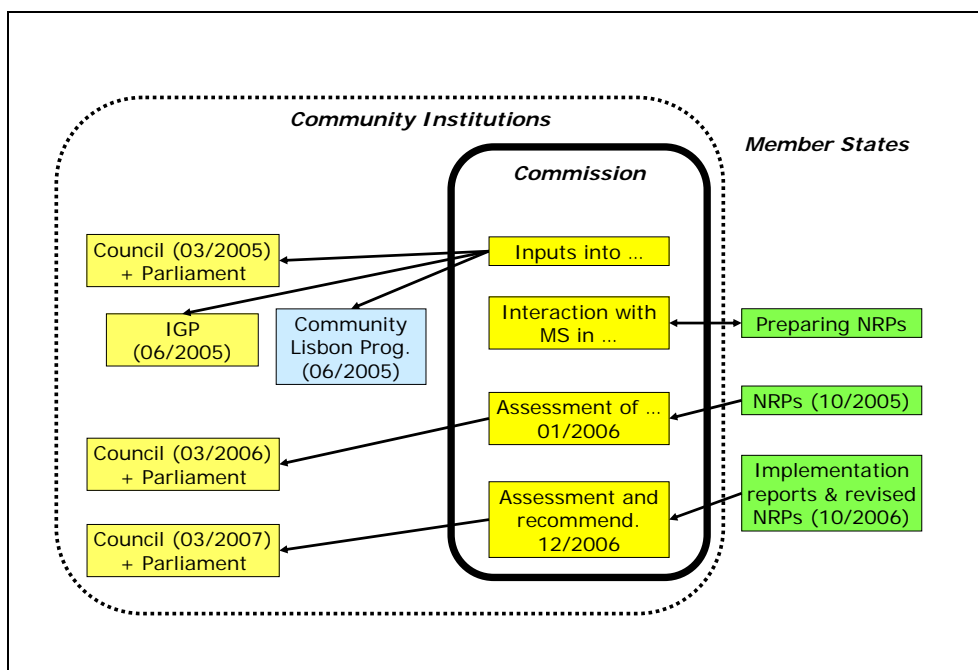 Community Institutions
Member States
Commission
Council (03/2005)
+ Parliament
Inputs into ...
IGP
(06/2005)
Community
Lisbon Prog.
(06/2005)
Interaction with
MS in ...
Preparing NRPs
Assessment of ...
01/2006
NRPs (10/2005)
Council (03/2006)
+ Parliament
Assessment and
recommend.
12/2006
Implementation
reports & revised
NRPs (10/2006)
Council (03/2007)
+ Parliament